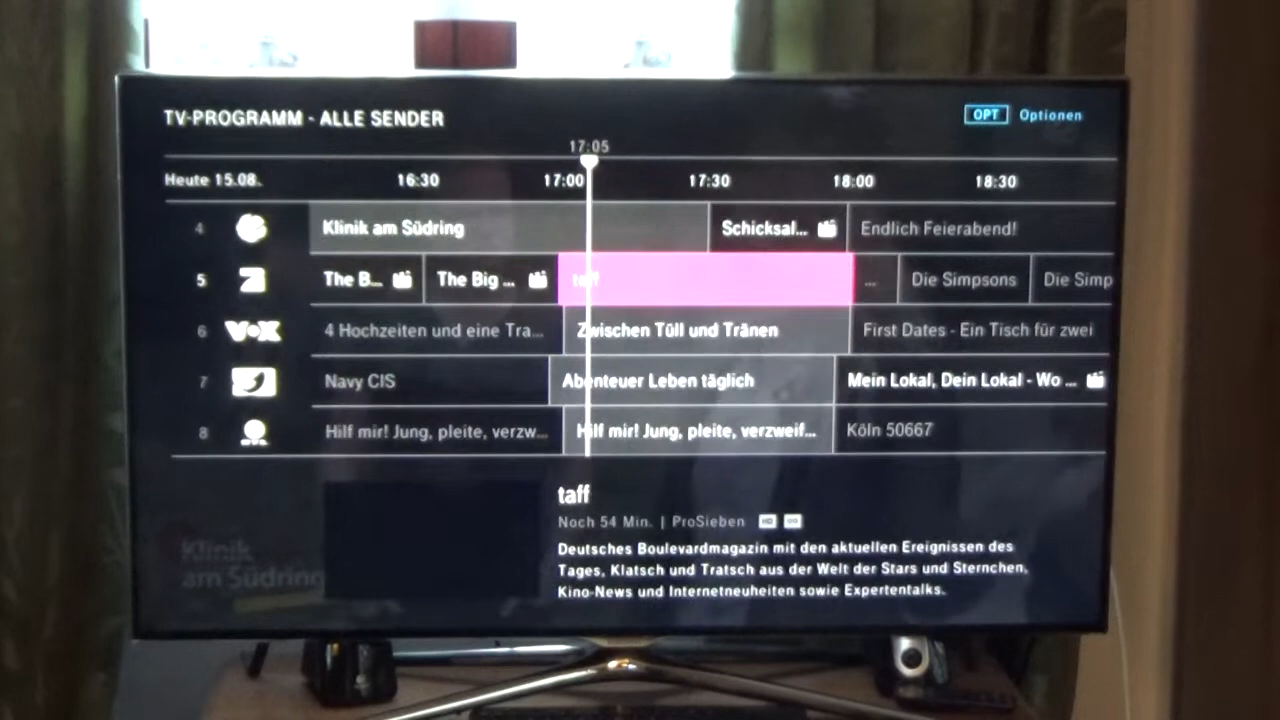 TV-PROGRAMM - ALLE SENDER
OPT Optionen
17:05
Heute 15.08. 16:30 17:00 17:30 18:00 18:30
4 Klinik am Südring Schicksal... Endlich Feierabend!
5 The B... The Big ... taff ... Die Simpsons Die Simp
6 VOX 4 Hochzeiten und eine Tra... Zwischen Tüll und Tränen First Dates - Ein Tisch für zwei
7 Navy CIS Abenteuer Leben täglich Mein Lokal, Dein Lokal - Wo ...
8 Hilf mir! Jung, pleite, verzw... Hilf mir! Jung, pleite, verzweif... Köln 50667
taff
Noch 54 Min. | ProSieben HD
Deutsches Boulevardmagazin mit den aktuellen Ereignissen des
Tages, Klatsch und Tratsch aus der Welt der Stars und Sternchen,
Kino-News und Internetneuheiten sowie Expertentalks.
Klinik
am Südring